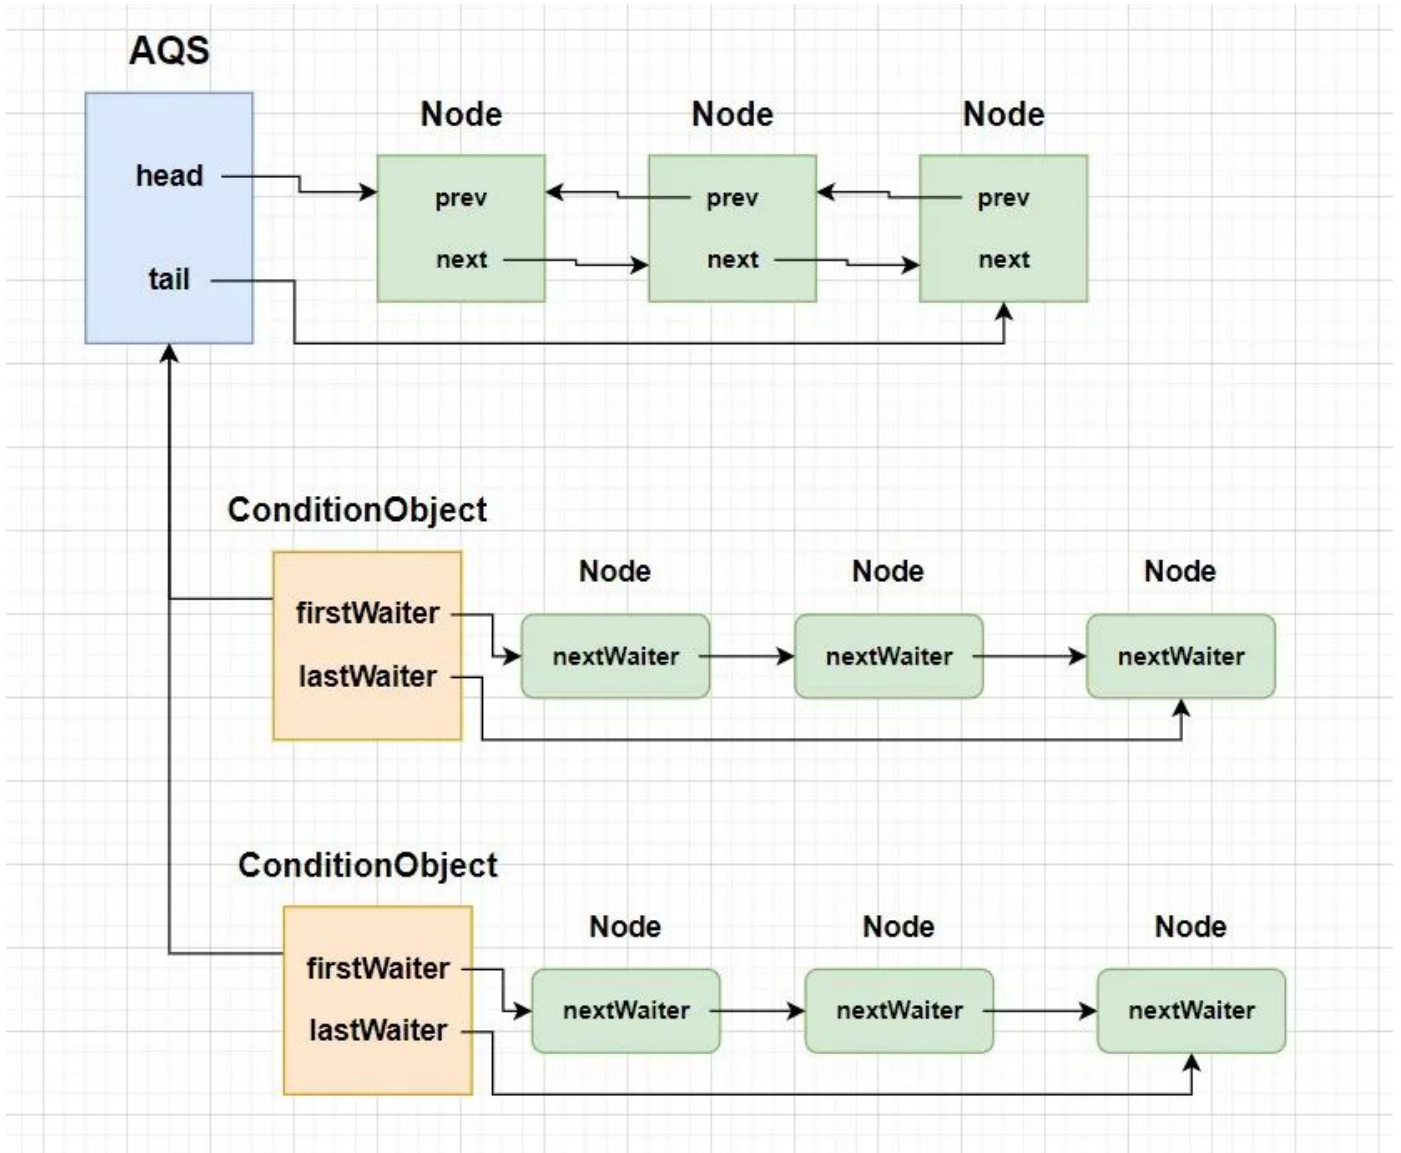 AQS
Node Node Node
head
prev prev prev
next next next
tail
ConditionObject
Node Node Node
firstWaiter
nextWaiter nextWaiter nextWaiter
lastWaiter
ConditionObject
Node Node Node
firstWaiter
nextWaiter nextWaiter nextWaiter
lastWaiter